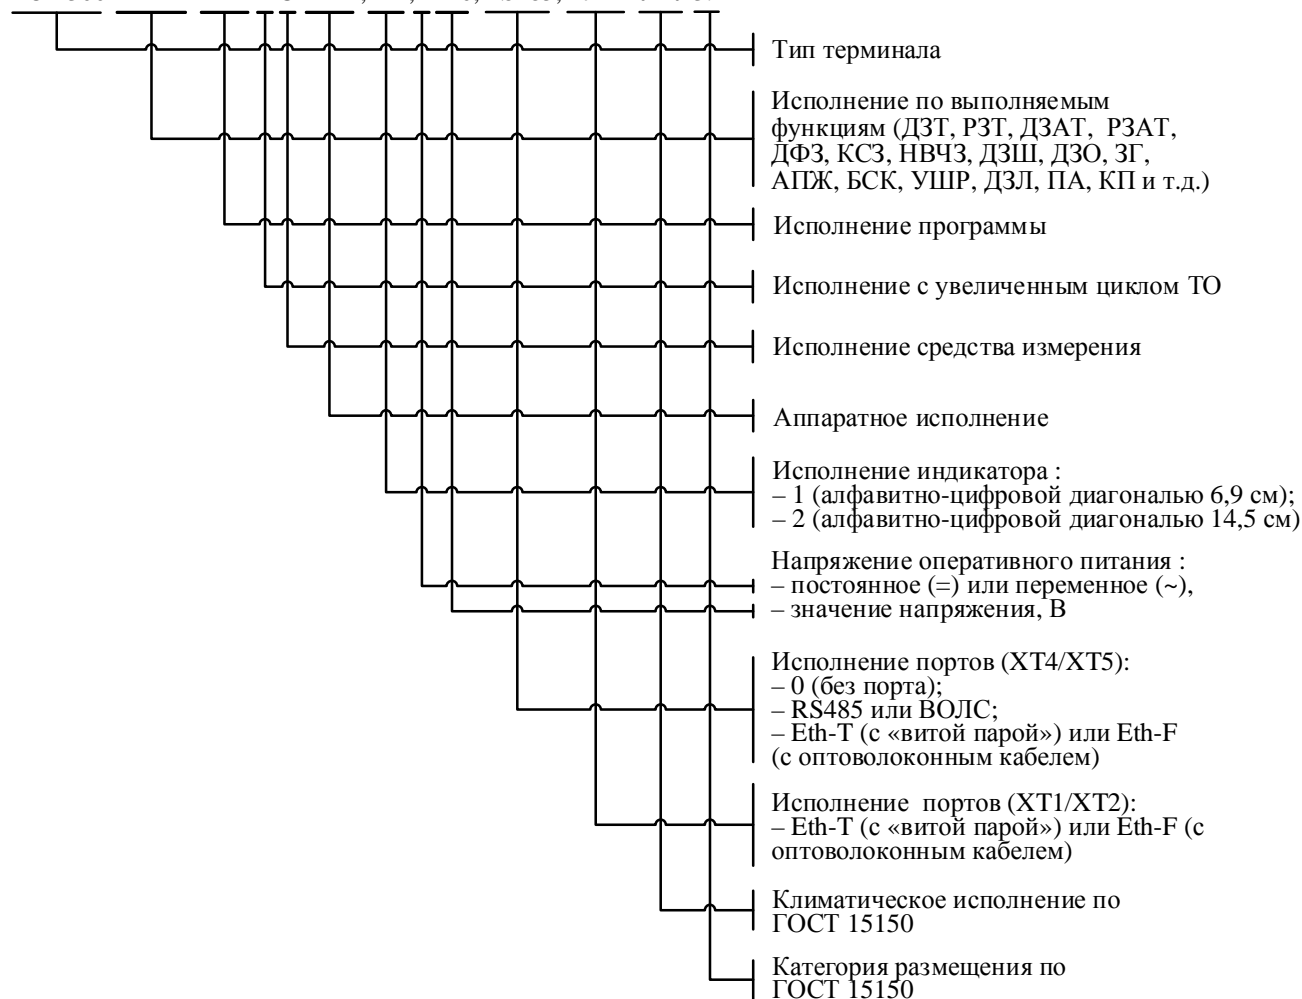 Тип терминала
Исполнение по выполняемым
функциям (ДЗТ, РЗТ, ДЗАТ, РЗАТ,
ДФЗ, КСЗ, НВЧЗ, ДЗШ, ДЗО, ЗГ,
АПЖ, БСК, УШР, ДЗЛ, ПА, КП и т.д.)
Исполнение программы
Исполнение с увеличенным циклом ТО
Исполнение средства измерения
Аппаратное исполнение
Исполнение индикатора :
– 1 (алфавитно-цифровой диагональю 6,9 см);
– 2 (алфавитно-цифровой диагональю 14,5 см)
Напряжение оперативного питания :
– постоянное (=) или переменное (~),
– значение напряжения, В
Исполнение портов (XT4/XT5):
– 0 (без порта);
– RS485 или ВОЛС;
– Eth-T (с «витой парой») или Eth-F
(с оптоволоконным кабелем)
Исполнение портов (XT1/XT2):
– Eth-T (с «витой парой») или Eth-F (с
оптоволоконным кабелем)
Климатическое исполнение по
ГОСТ 15150
Категория размещения по
ГОСТ 15150